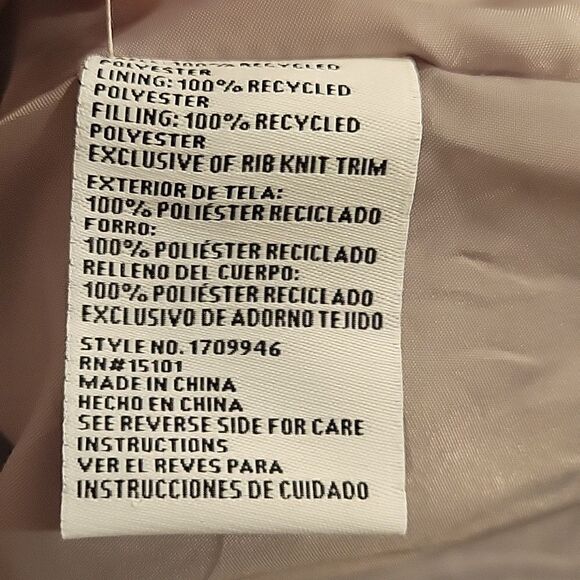 POLYESTER
LINING: 100% RECYCLED
POLYESTER
FILLING: 100% RECYCLED
POLYESTER
EXCLUSIVE OF RIB KNIT TRIM
EXTERIOR DE TELA:
100% POLIÉSTER RECICLADO
FORRO:
100% POLIÉSTER RECICLADO
RELLENO DEL CUERPO:
100% POLIÉSTER RECICLADO
EXCLUSIVO DE ADORNO TEJIDO
STYLE NO. 1709946
RN#15101
MADE IN CHINA
HECHO EN CHINA
SEE REVERSE SIDE FOR CARE
INSTRUCTIONS
VER EL REVES PARA
INSTRUCCIONES DE CUIDADO